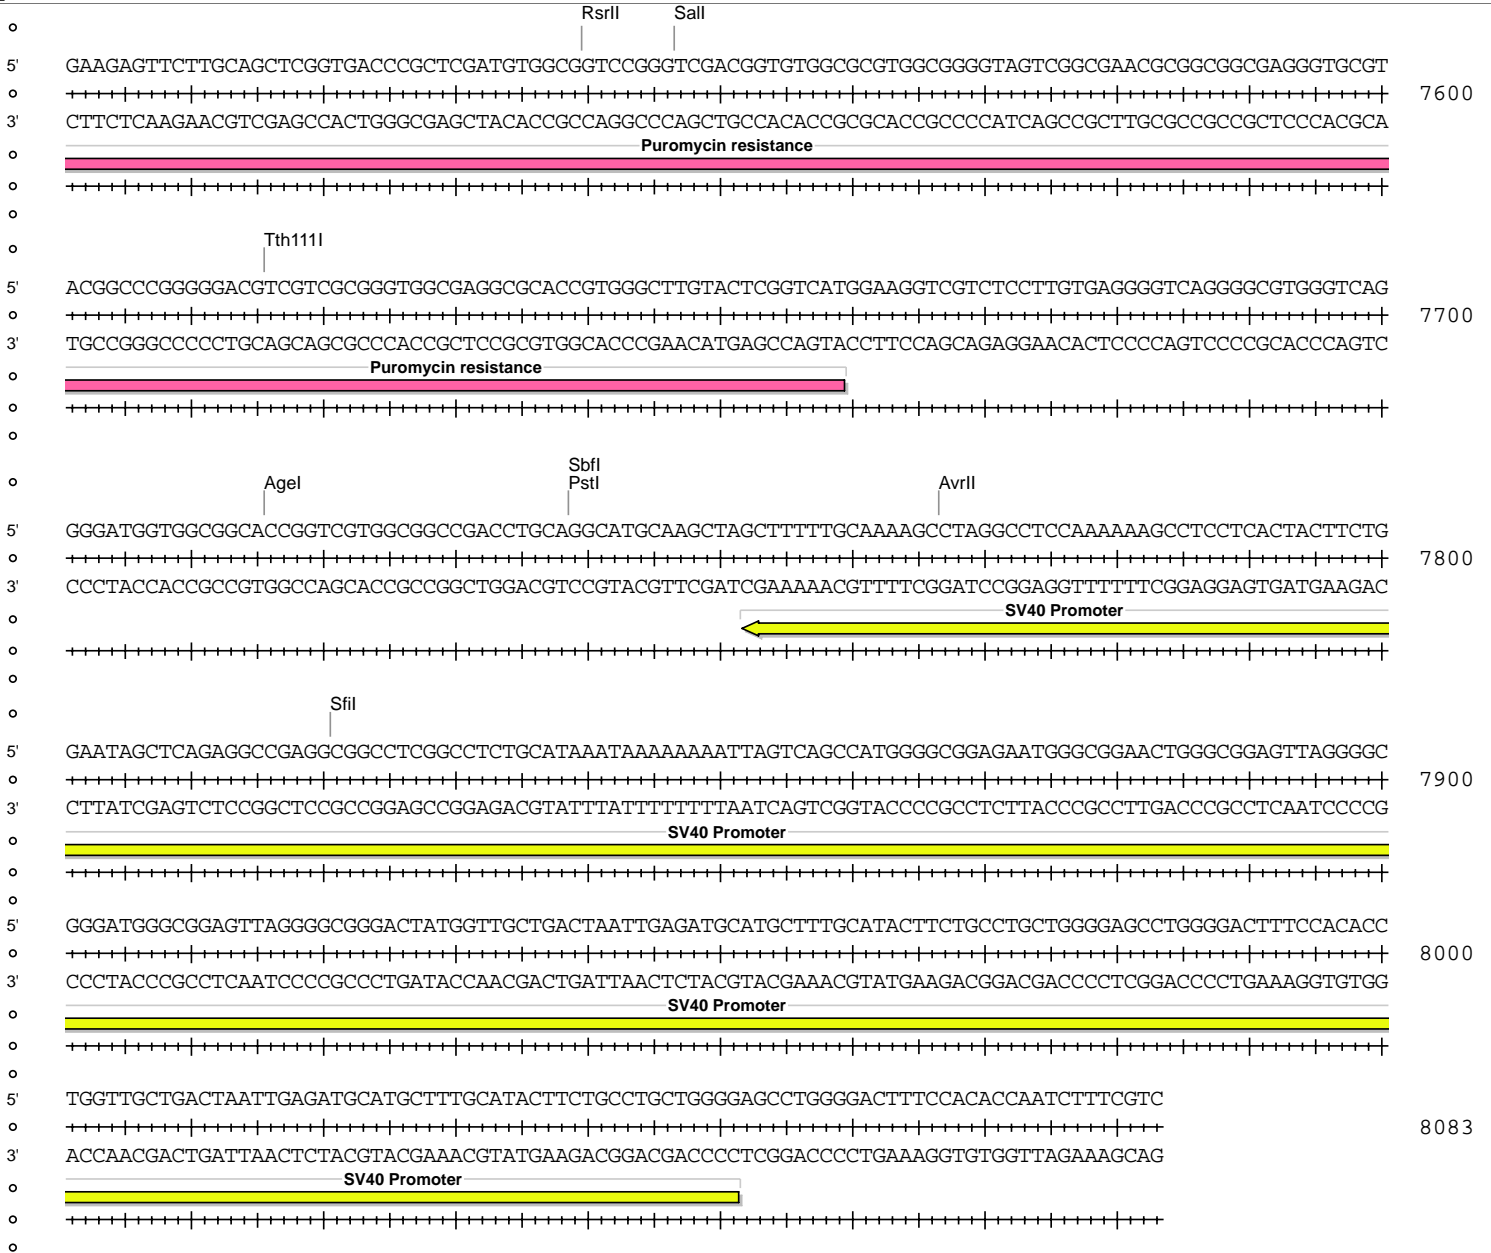 RsrII SalI
5' GAAGAGTTCTTGCAGCTCGGTGACCCGCTCGATGTGGCGGTCCGGGTCGACGGTGTGGCGCGTGGCGGGGTAGTCGGCGAACGCGGCGGCGAGGGTGCGT
7600
3' CTTCTCAAGAACGTCGAGCCACTGGGCGAGCTACACCGCCAGGCCCAGCTGCCACACCGCGCACCGCCCCATCAGCCGCTTGCGCCGCCGCTCCCACGCA
Puromycin resistance
Tth111I
5' ACGGCCCGGGGGACGTCGTCGCGGGTGGCGAGGCGCACCGTGGGCTTGTACTCGGTCATGGAAGGTCGTCTCCTTGTGAGGGGTCAGGGGCGTGGGTCAG
7700
3' TGCCGGGCCCCCTGCAGCAGCGCCCACCGCTCCGCGTGGCACCCGAACATGAGCCAGTACCTTCCAGCAGAGGAACACTCCCCAGTCCCCGCACCCAGTC
Puromycin resistance
SbfI
AgeI PstI AvrII
5' GGGATGGTGGCGGCACCGGTCGTGGCGGCCGACCTGCAGGCATGCAAGCTAGCTTTTTGCAAAAGCCTAGGCCTCCAAAAAAGCCTCCTCACTACTTCTG
7800
3' CCCTACCACCGCCGTGGCCAGCACCGCCGGCTGGACGTCCGTACGTTCGATCGAAAAACGTTTTCGGATCCGGAGGTTTTTTCGGAGGAGTGATGAAGAC
SV40 Promoter
SfiI
5' GAATAGCTCAGAGGCCGAGGCGGCCTCGGCCTCTGCATAAATAAAAAAAATTAGTCAGCCATGGGGCGGAGAATGGGCGGAACTGGGCGGAGTTAGGGGC
7900
3' CTTATCGAGTCTCCGGCTCCGCCGGAGCCGGAGACGTATTTATTTTTTTTAATCAGTCGGTACCCCGCCTCTTACCCGCCTTGACCCGCCTCAATCCCCG
SV40 Promoter
5' GGGATGGGCGGAGTTAGGGGCGGGACTATGGTTGCTGACTAATTGAGATGCATGCTTTGCATACTTCTGCCTGCTGGGGAGCCTGGGGACTTTCCACACC
8000
3' CCCTACCCGCCTCAATCCCCGCCCTGATACCAACGACTGATTAACTCTACGTACGAAACGTATGAAGACGGACGACCCCTCGGACCCCTGAAAGGTGTGG
SV40 Promoter
5' TGGTTGCTGACTAATTGAGATGCATGCTTTGCATACTTCTGCCTGCTGGGGAGCCTGGGGACTTTCCACACCAATCTTTCGTC
8083
3' ACCAACGACTGATTAACTCTACGTACGAAACGTATGAAGACGGACGACCCCTCGGACCCCTGAAAGGTGTGGTTAGAAAGCAG
SV40 Promoter